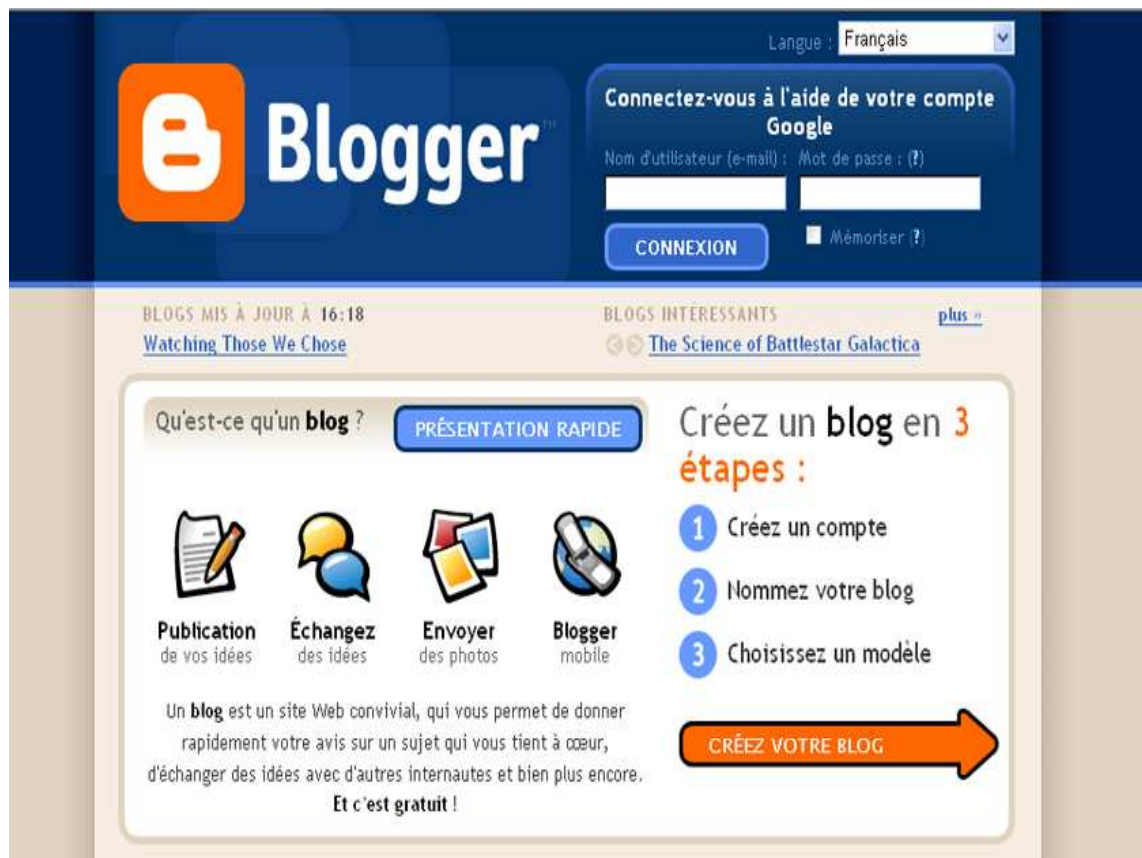 Langue : Français
Blogger™
Connectez-vous à l'aide de votre compte
Google
Nom d'utilisateur (e-mail) : Mot de passe : (?)
CONNEXION
Mémoriser (?)
BLOGS MIS À JOUR À 16:18
Watching Those We Chose
BLOGS INTÉRESSANTS
plus »
The Science of Battlestar Galactica
Qu'est-ce qu'un blog ?
PRÉSENTATION RAPIDE
Publication
de vos idées
Échangez
des idées
Envoyer
des photos
Blogger
mobile
Un blog est un site Web convivial, qui vous permet de donner
rapidement votre avis sur un sujet qui vous tient à cœur,
d'échanger des idées avec d'autres internautes et bien plus encore.
Et c'est gratuit !
Créez un blog en 3
étapes :
1 Créez un compte
2 Nommez votre blog
3 Choisissez un modèle
CRÉEZ VOTRE BLOG